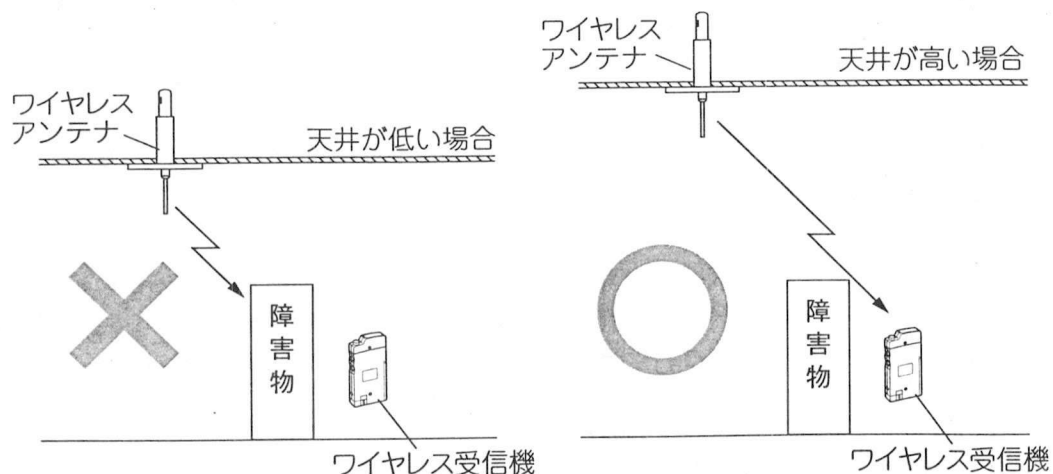 ワイヤレス
アンテナ
天井が低い場合
障害物
ワイヤレス受信機
ワイヤレス
アンテナ
天井が高い場合
障害物
ワイヤレス受信機